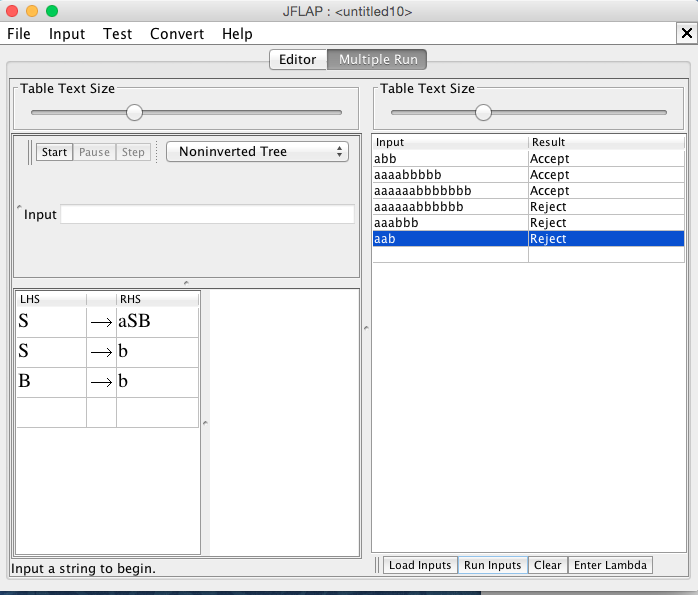 JFLAP : <untitled10>
File Input Test Convert Help
Editor Multiple Run
Table Text Size
Start Pause Step Noninverted Tree
Input
LHS RHS
S → aSB
S → b
B → b
Input a string to begin.
Table Text Size
Input Result
abb Accept
aaaabbbbb Accept
aaaaaabbbbbbb Accept
aaaaaabbbbbb Reject
aaabbb Reject
aab Reject
Load Inputs Run Inputs Clear Enter Lambda